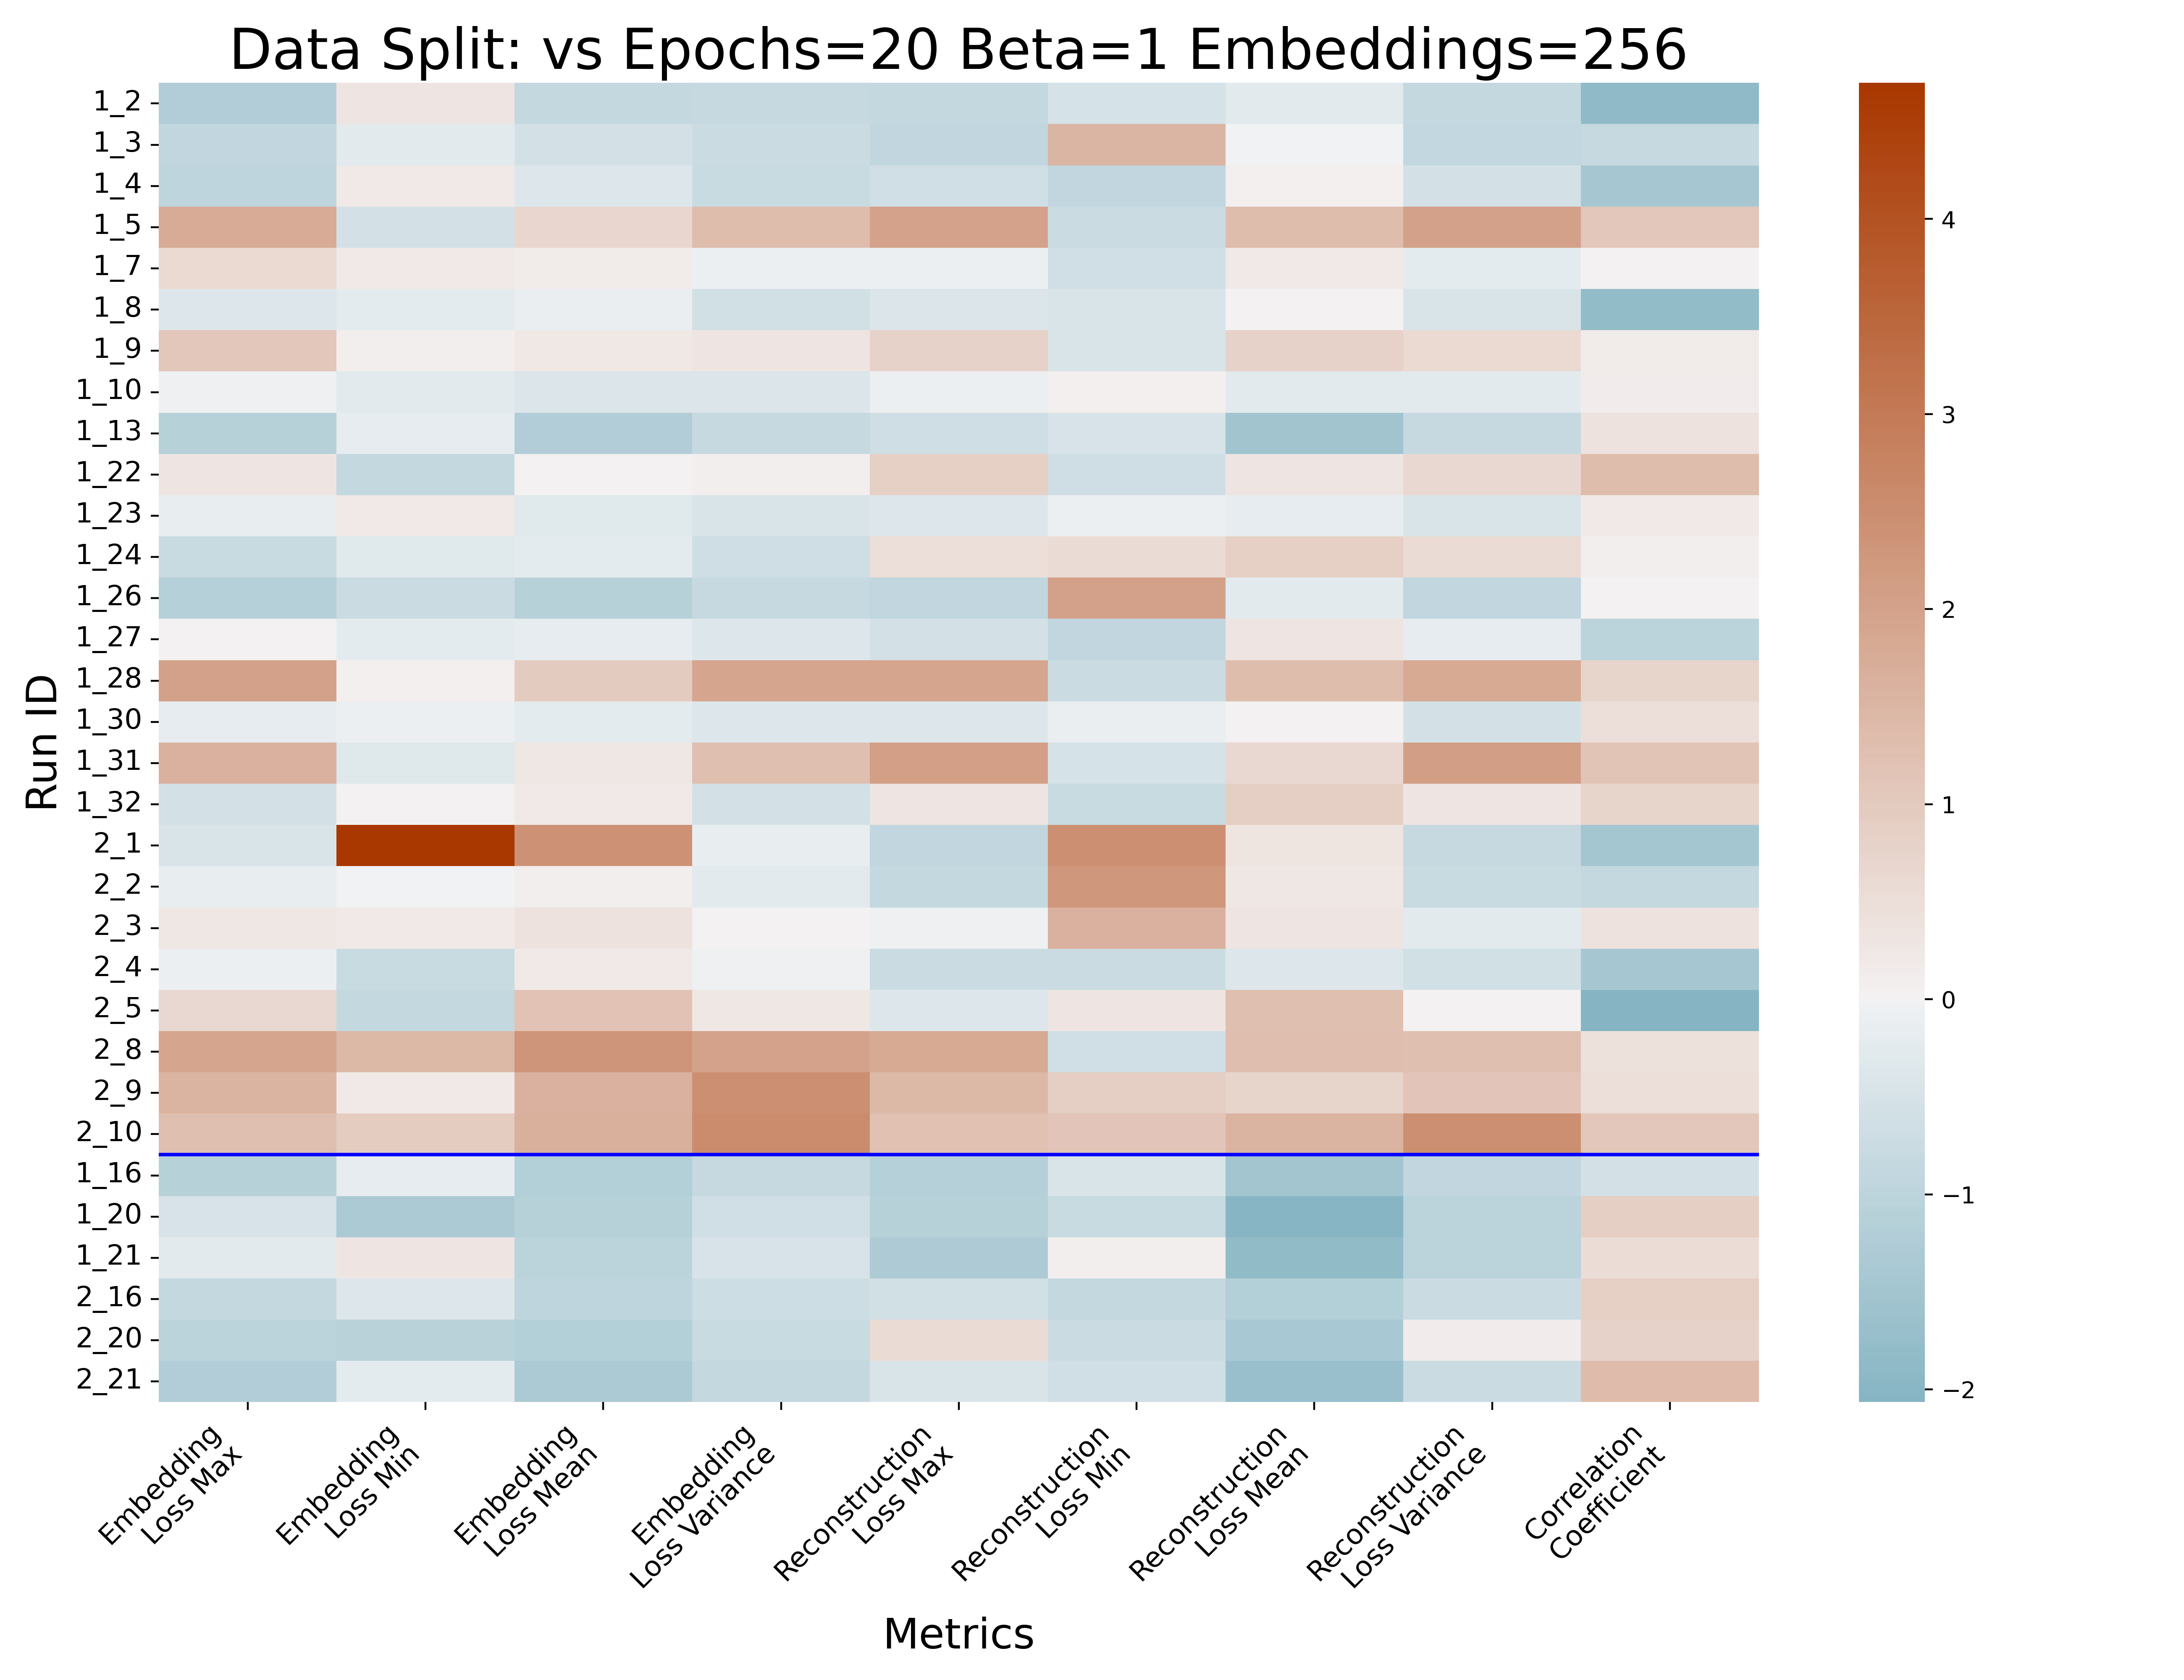 Data Split: vs Epochs=20 Beta=1 Embeddings=256
Run ID
1_2
1_3
1_4
1_5
1_7
1_8
1_9
1_10
1_13
1_22
1_23
1_24
1_26
1_27
1_28
1_30
1_31
1_32
2_1
2_2
2_3
2_4
2_5
2_8
2_9
2_10
1_16
1_20
1_21
2_16
2_20
2_21
Embedding
Loss Max
Embedding
Loss Min
Embedding
Loss Mean
Embedding
Loss Variance
Reconstruction
Loss Max
Reconstruction
Loss Min
Reconstruction
Loss Mean
Reconstruction
Loss Variance
Correlation
Coefficient
Metrics
4
3
2
1
0
−1
−2